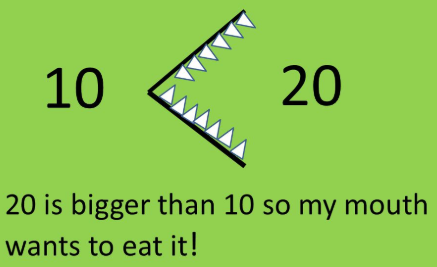 10 < 20
20 is bigger than 10 so my mouth
wants to eat it!